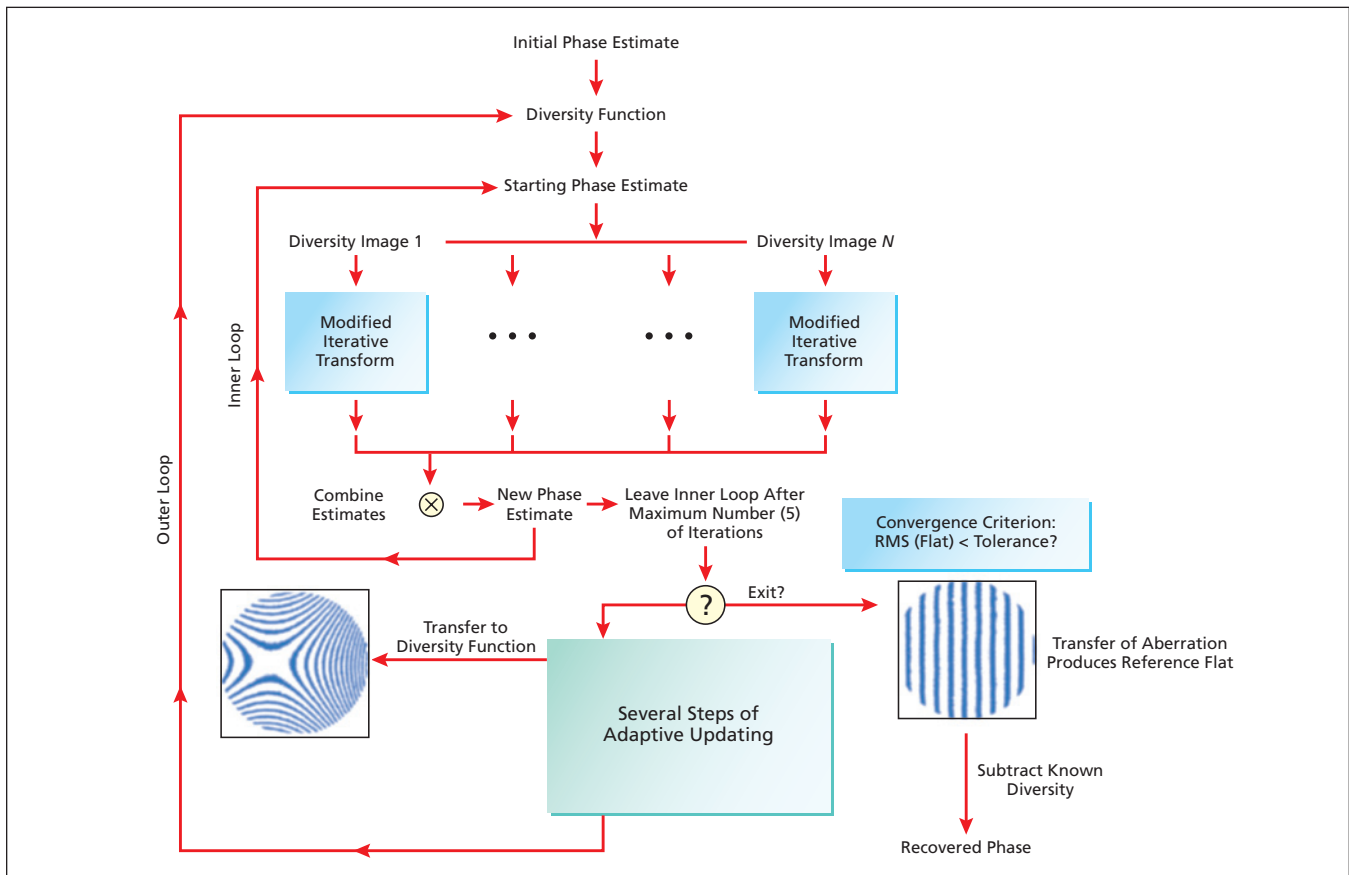 Initial Phase Estimate
Diversity Function
Starting Phase Estimate
Diversity Image 1
Diversity Image N
Modified
Iterative
Transform
• • •
• • •
Modified
Iterative
Transform
Inner Loop
Outer Loop
Combine
Estimates
New Phase
Estimate
Leave Inner Loop After
Maximum Number (5)
of Iterations
Convergence Criterion:
RMS (Flat) < Tolerance?
?
Exit?
Transfer to
Diversity Function
Transfer of Aberration
Produces Reference Flat
Several Steps of
Adaptive Updating
Subtract Known
Diversity
Recovered Phase